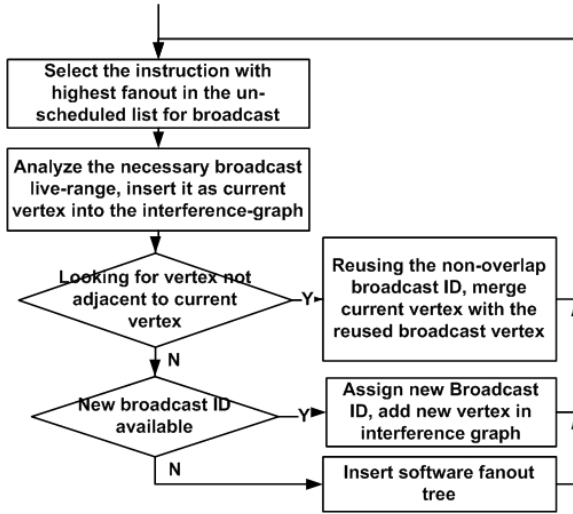 Select the instruction with
highest fanout in the un-
scheduled list for broadcast
Analyze the necessary broadcast
live-range, insert it as current
vertex into the interference-graph
Looking for vertex not
adjacent to current
vertex
Y
Reusing the non-overlap
broadcast ID, merge
current vertex with the
reused broadcast vertex
N
New broadcast ID
available
Y
Assign new Broadcast
ID, add new vertex in
interference graph
N
Insert software fanout
tree